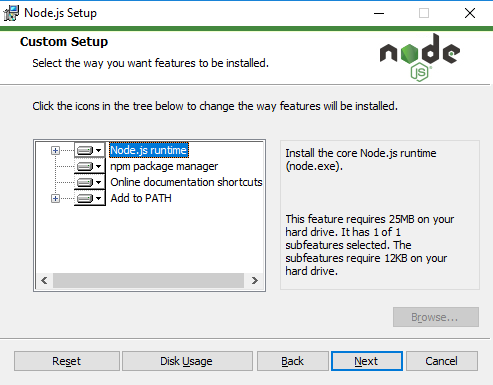 Node.js Setup
Custom Setup
Select the way you want features to be installed.
node
JS
Click the icons in the tree below to change the way features will be installed.
Node.js runtime
npm package manager
Online documentation shortcuts
Add to PATH
Install the core Node.js runtime
(node.exe).
This feature requires 25MB on your
hard drive. It has 1 of 1
subfeatures selected. The
subfeatures require 12KB on your
hard drive.
Browse...
Reset
Disk Usage
Back
Next
Cancel